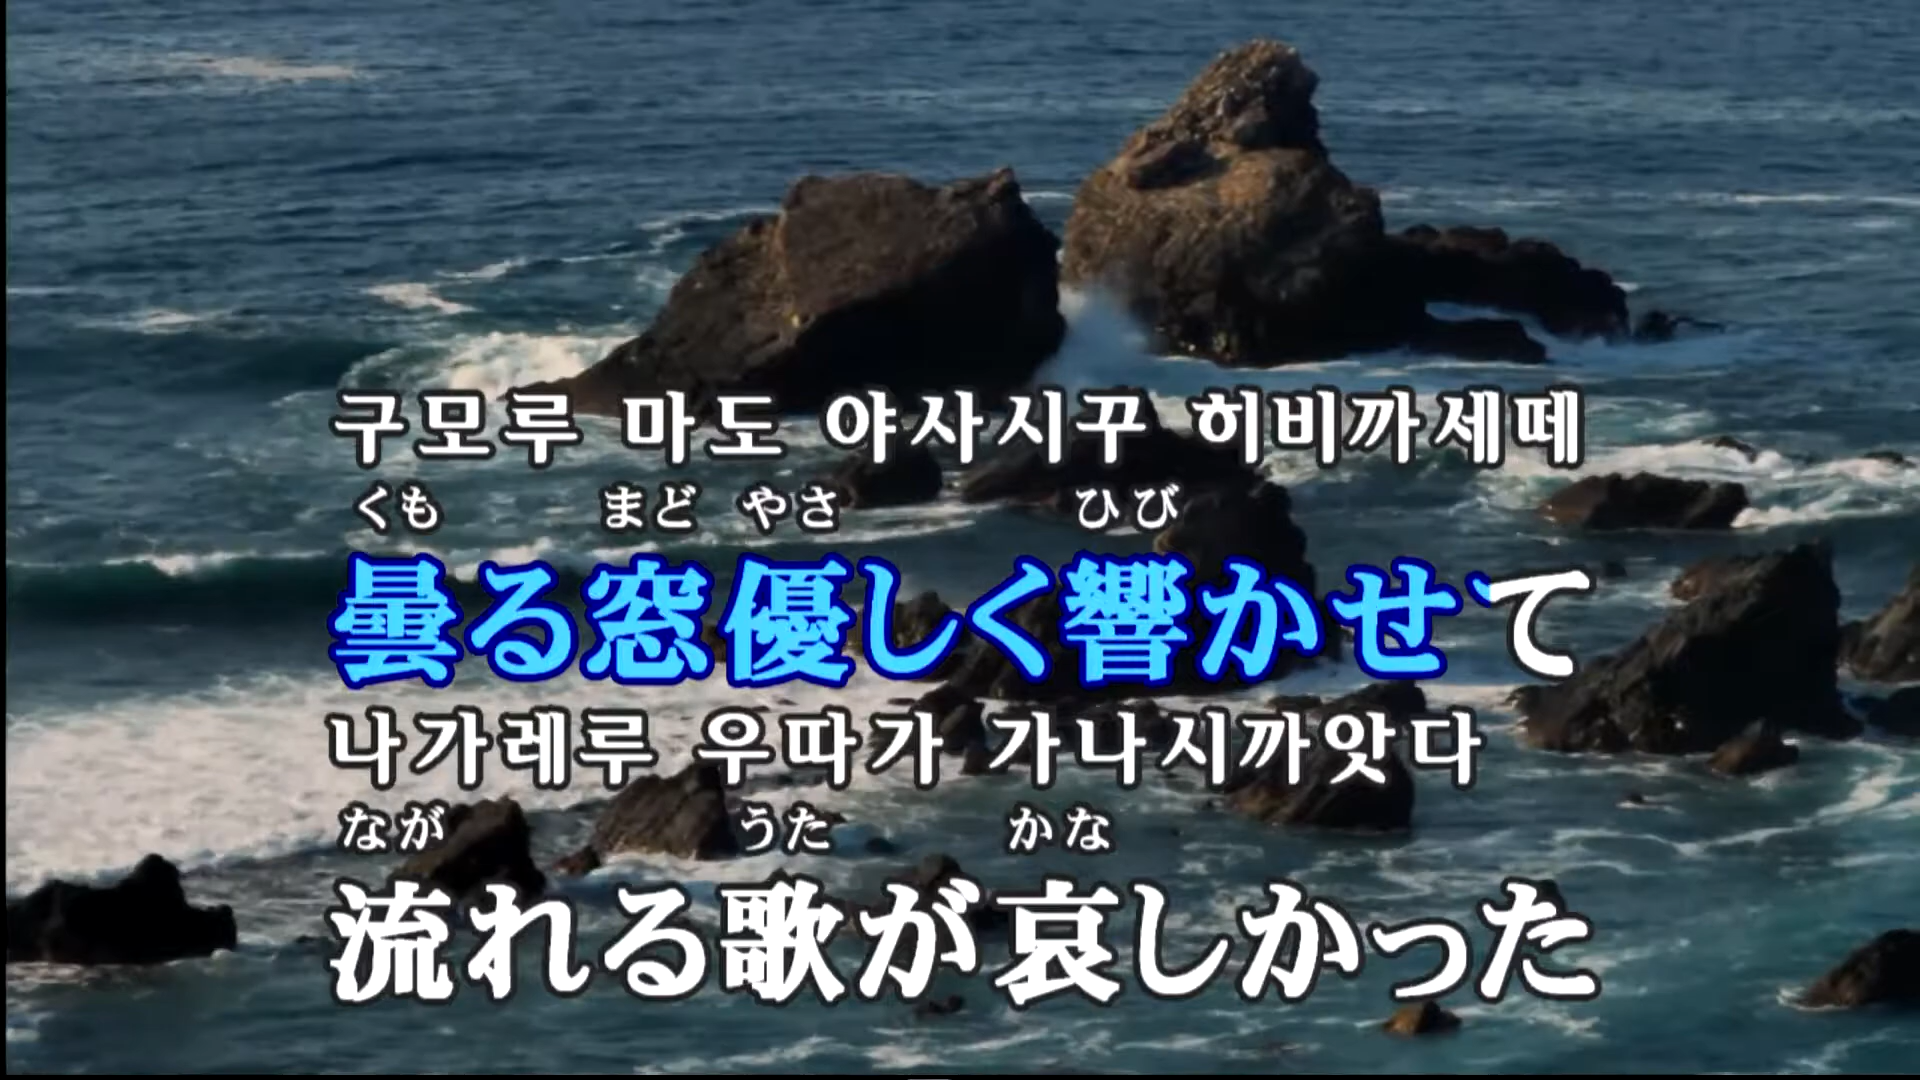 구모루 마도 야사시꾸 히비까세떼
くも まど やさ ひび
曇る窓優しく響かせて
나가레루 우따가 가나시까앗다
なが うた かな
流れる歌が哀しかった